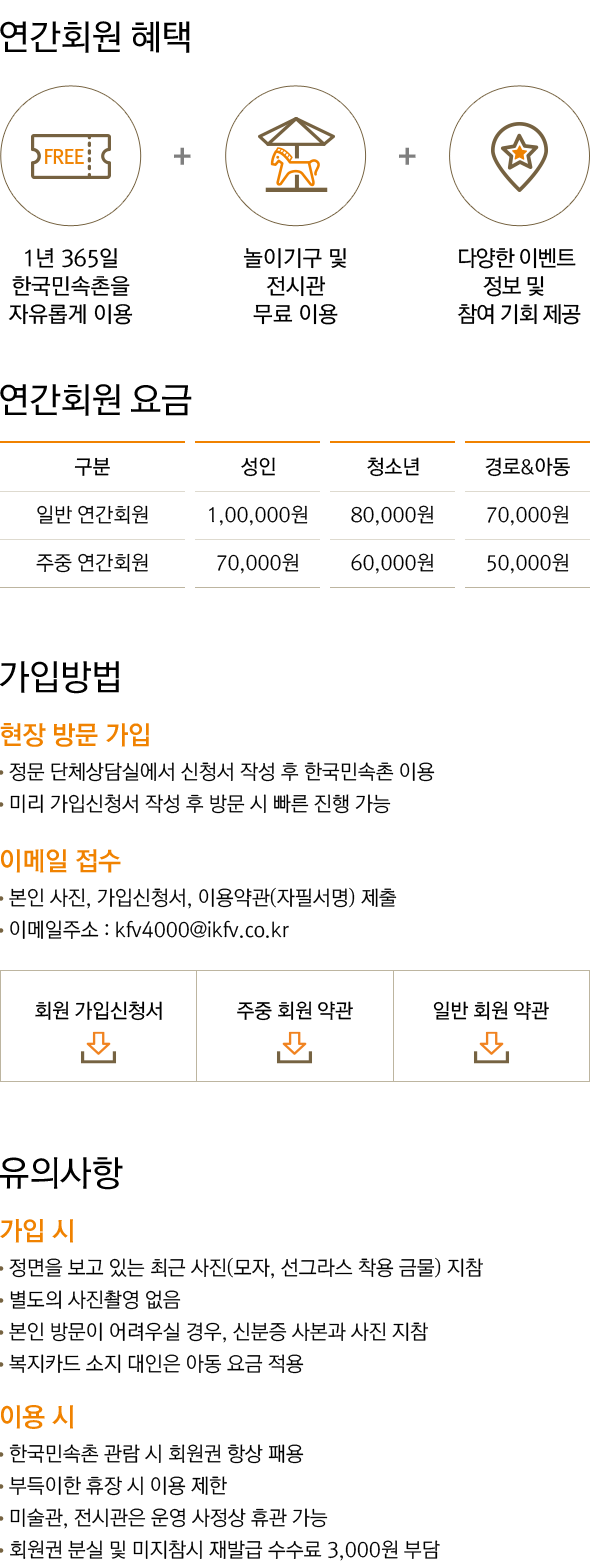 연간회원 혜택
FREE
+
+
1년 365일
한국민속촌을
자유롭게 이용
놀이기구 및
전시관
무료 이용
다양한 이벤트
정보 및
참여 기회 제공
연간회원 요금
구분 성인 청소년 경로&아동
일반 연간회원 1,00,000원 80,000원 70,000원
주중 연간회원 70,000원 60,000원 50,000원
가입방법
현장 방문 가입
• 정문 단체상담실에서 신청서 작성 후 한국민속촌 이용
• 미리 가입신청서 작성 후 방문 시 빠른 진행 가능
이메일 접수
• 본인 사진, 가입신청서, 이용약관(자필서명) 제출
• 이메일주소 : kfv4000@ikfv.co.kr
회원 가입신청서 주중 회원 약관 일반 회원 약관
유의사항
가입 시
• 정면을 보고 있는 최근 사진(모자, 선그라스 착용 금물) 지참
• 별도의 사진촬영 없음
• 본인 방문이 어려우실 경우, 신분증 사본과 사진 지참
• 복지카드 소지 대인은 아동 요금 적용
이용 시
• 한국민속촌 관람 시 회원권 항상 패용
• 부득이한 휴장 시 이용 제한
• 미술관, 전시관은 운영 사정상 휴관 가능
• 회원권 분실 및 미지참시 재발급 수수료 3,000원 부담